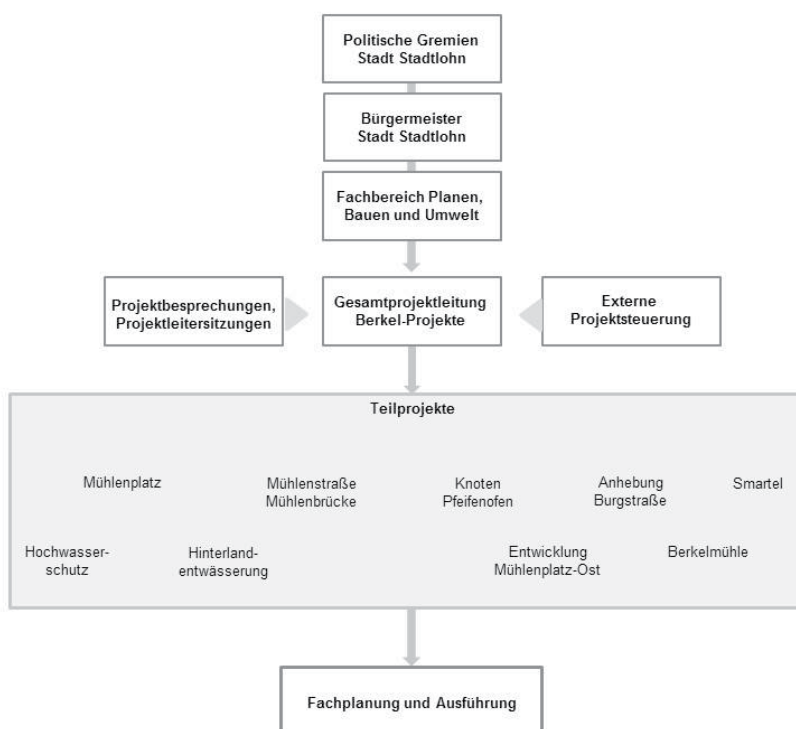 Politische Gremien
Stadt Stadtlohn
Bürgermeister
Stadt Stadtlohn
Fachbereich Planen,
Bauen und Umwelt
Projektbesprechungen,
Projektleitersitzungen
Gesamtprojektleitung
Berkel-Projekte
Externe
Projektsteuerung
Teilprojekte
Mühlenplatz
Mühlenstraße
Mühlenbrücke
Knoten
Pfeifenofen
Anhebung
Burgstraße
Smartel
Hochwasser-
schutz
Hinterland-
entwässerung
Entwicklung
Mühlenplatz-Ost
Berkelmühle
Fachplanung und Ausführung